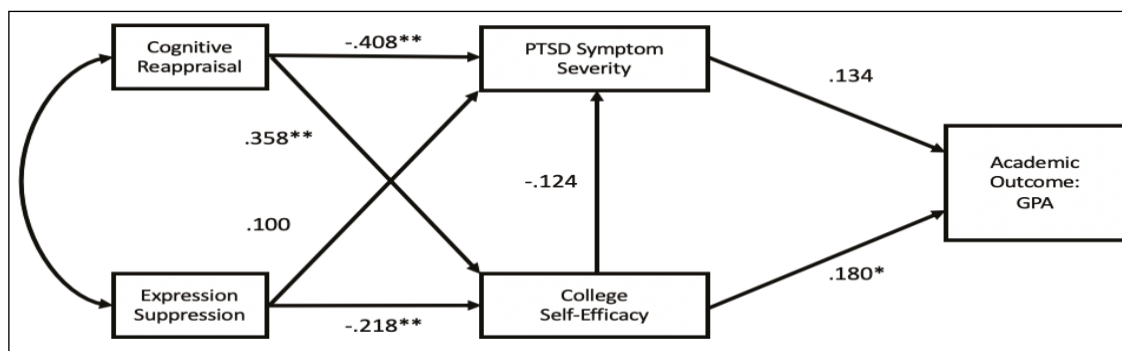 Cognitive
Reappraisal
-.408**
PTSD Symptom
Severity
.134
.358**
-.124
Academic
Outcome:
GPA
.100
.180*
Expression
Suppression
-.218**
College
Self-Efficacy